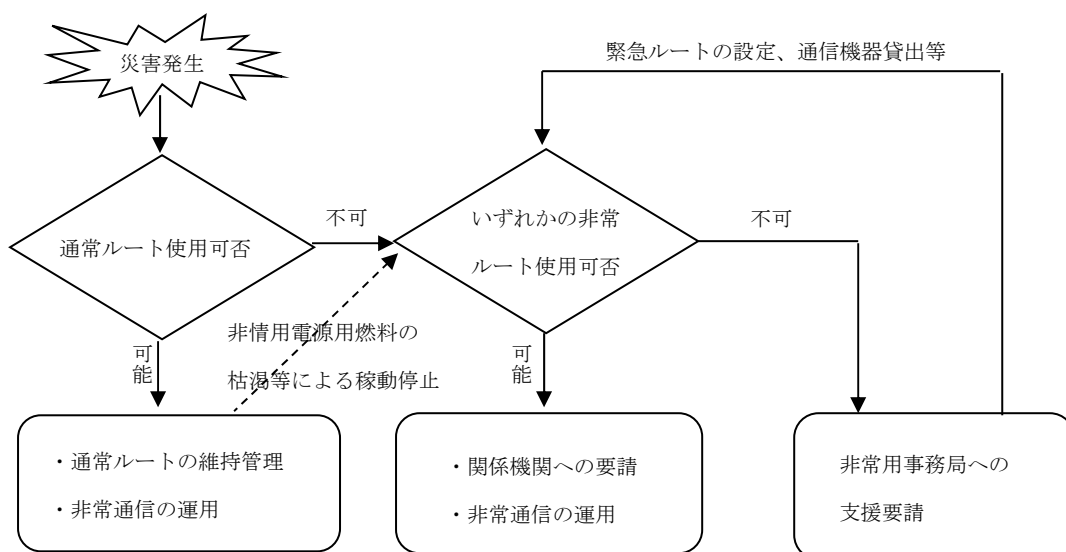 災害発生
緊急ルートの設定、通信機器貸出等
通常ルート使用可否
不可
いずれかの非常
ルート使用可否
不可
可能
非情用電源用燃料の
枯渇等による稼動停止
可能
・通常ルートの維持管理
・非常通信の運用
・関係機関への要請
・非常通信の運用
非常用事務局への
支援要請